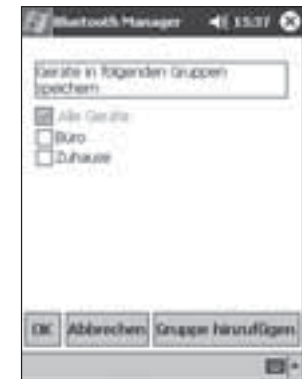 Bluetooth Manager 15:37
Geräte in folgenden Gruppen
speichern
Alle Geräte
Büro
Zuhause
OK Abbrechen Gruppe hinzufügen